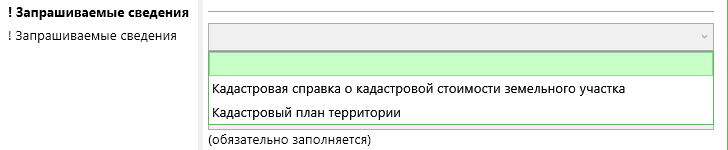 ! Запрашиваемые сведения
! Запрашиваемые сведения
Кадастровая справка о кадастровой стоимости земельного участка
Кадастровый план территории
(обязательно заполняется)